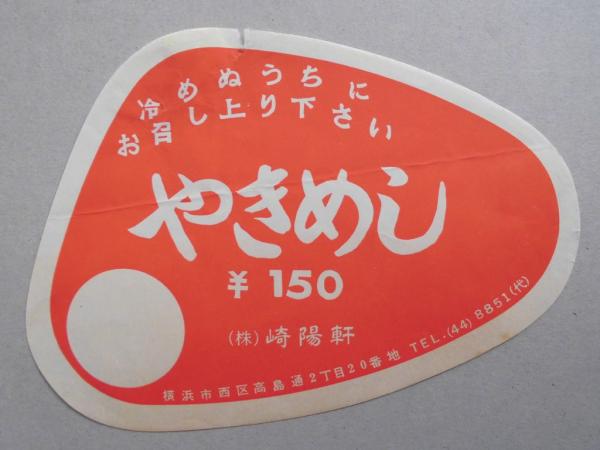 冷めぬうちに
お召し上り下さい
やきめし
¥150
(株)崎陽軒
横浜市西区高島通2丁目20番地 TEL.(44)8851(代)